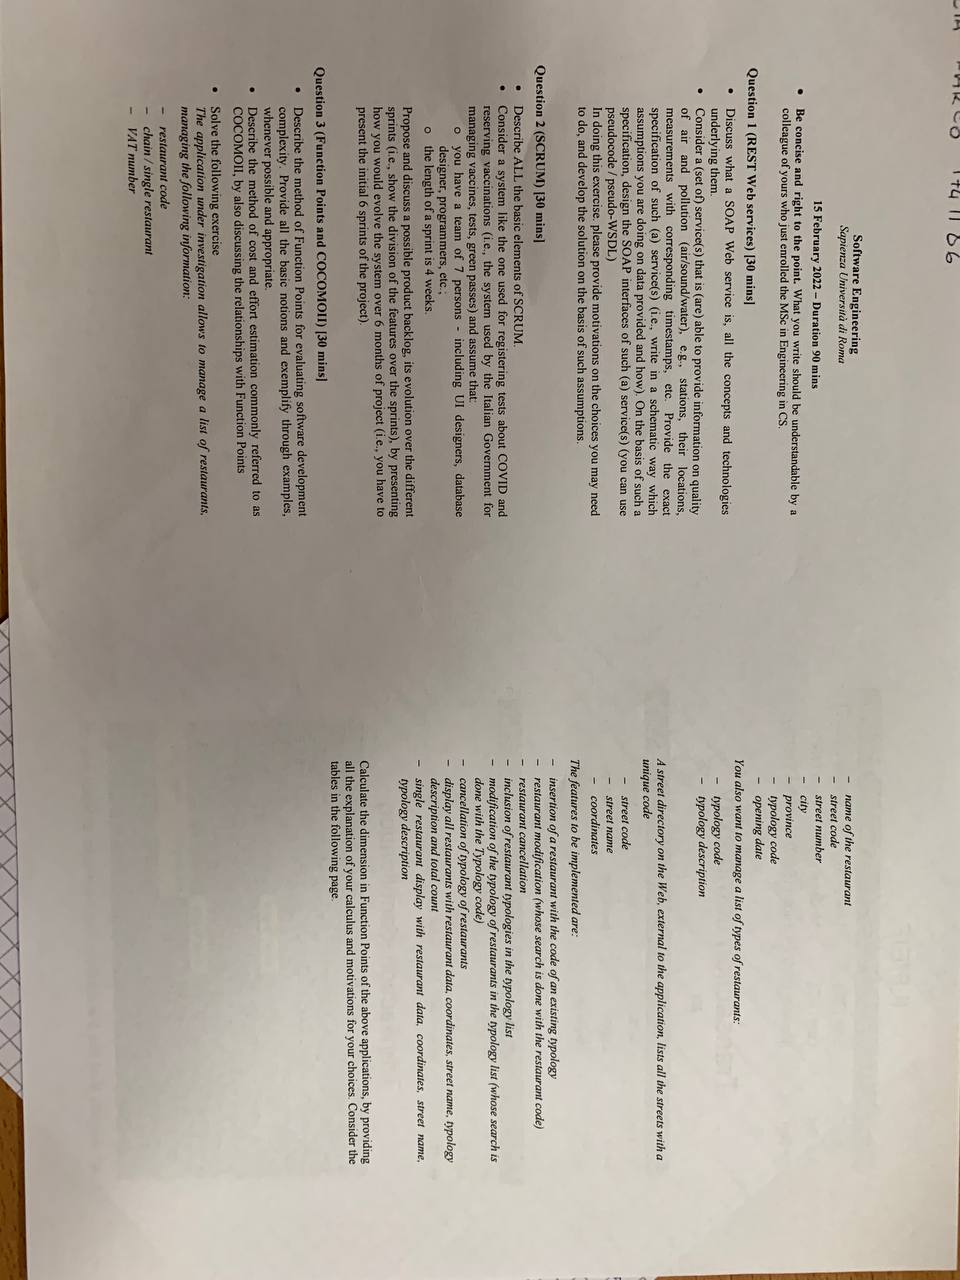 MARCO 1741186
Software Engineering
Sapienza Università di Roma
15 February 2022 – Duration 90 mins
• Be concise and right to the point. What you write should be understandable by a
colleague of yours who just enrolled the MSc in Engineering in CS.
Question 1 (REST Web services) [30 mins]
• Discuss what a SOAP Web service is, all the concepts and technologies
underlying them.
• Consider a (set of) service(s) that is (are) able to provide information on quality
of air and pollution (air/sound/water), e.g., stations, their locations,
measurements with corresponding timestamps, etc. Provide the exact
specification of such (a) service(s) (i.e., write in a schematic way which
assumptions you are doing on data provided and how). On the basis of such a
specification, design the SOAP interfaces of such (a) service(s) (you can use
pseudocode / pseudo-WSDL)
In doing this exercise. please provide motivations on the choices you may need
to do, and develop the solution on the basis of such assumptions.
Question 2 (SCRUM) [30 mins]
• Describe ALL the basic elements of SCRUM.
• Consider a system like the one used for registering tests about COVID and
reserving vaccinations (i.e., the system used by the Italian Government for
managing vaccines, tests, green passes) and assume that:
o you have a team of 7 persons - including UI designers, database
designer, programmers, etc.;
o the length of a sprint is 4 weeks.
Propose and discuss a possible product backlog, its evolution over the different
sprints (i.e., show the division of the features over the sprints), by presenting
how you would evolve the system over 6 months of project (i.e., you have to
present the initial 6 sprints of the project).
Question 3 (Function Points and COCOMOII) [30 mins]
• Describe the method of Function Points for evaluating software development
complexity. Provide all the basic notions and exemplify through examples,
whenever possible and appropriate.
• Describe the method of cost and effort estimation commonly referred to as
COCOMOII, by also discussing the relationships with Function Points
• Solve the following exercise
The application under investigation allows to manage a list of restaurants,
managing the following information:
– restaurant code
– chain / single restaurant
– VAT number
– name of the restaurant
– street code
– street number
– city
– province
– typology code
– opening date
You also want to manage a list of types of restaurants:
– typology code
– typology description
A street directory on the Web, external to the application, lists all the streets with a
unique code
– street code
– street name
– coordinates
The features to be implemented are:
– insertion of a restaurant with the code of an existing typology
– restaurant modification (whose search is done with the restaurant code)
– restaurant cancellation
– inclusion of restaurant typologies in the typology list
– modification of the typology of restaurants in the typology list (whose search is
done with the Typology code)
– cancellation of typology of restaurants
– display all restaurants with restaurant data, coordinates, street name, typology
description and total count
– single restaurant display with restaurant data, coordinates, street name,
typology description
Calculate the dimension in Function Points of the above applications, by providing
all the explanation of your calculus and motivations for your choices. Consider the
tables in the following page.